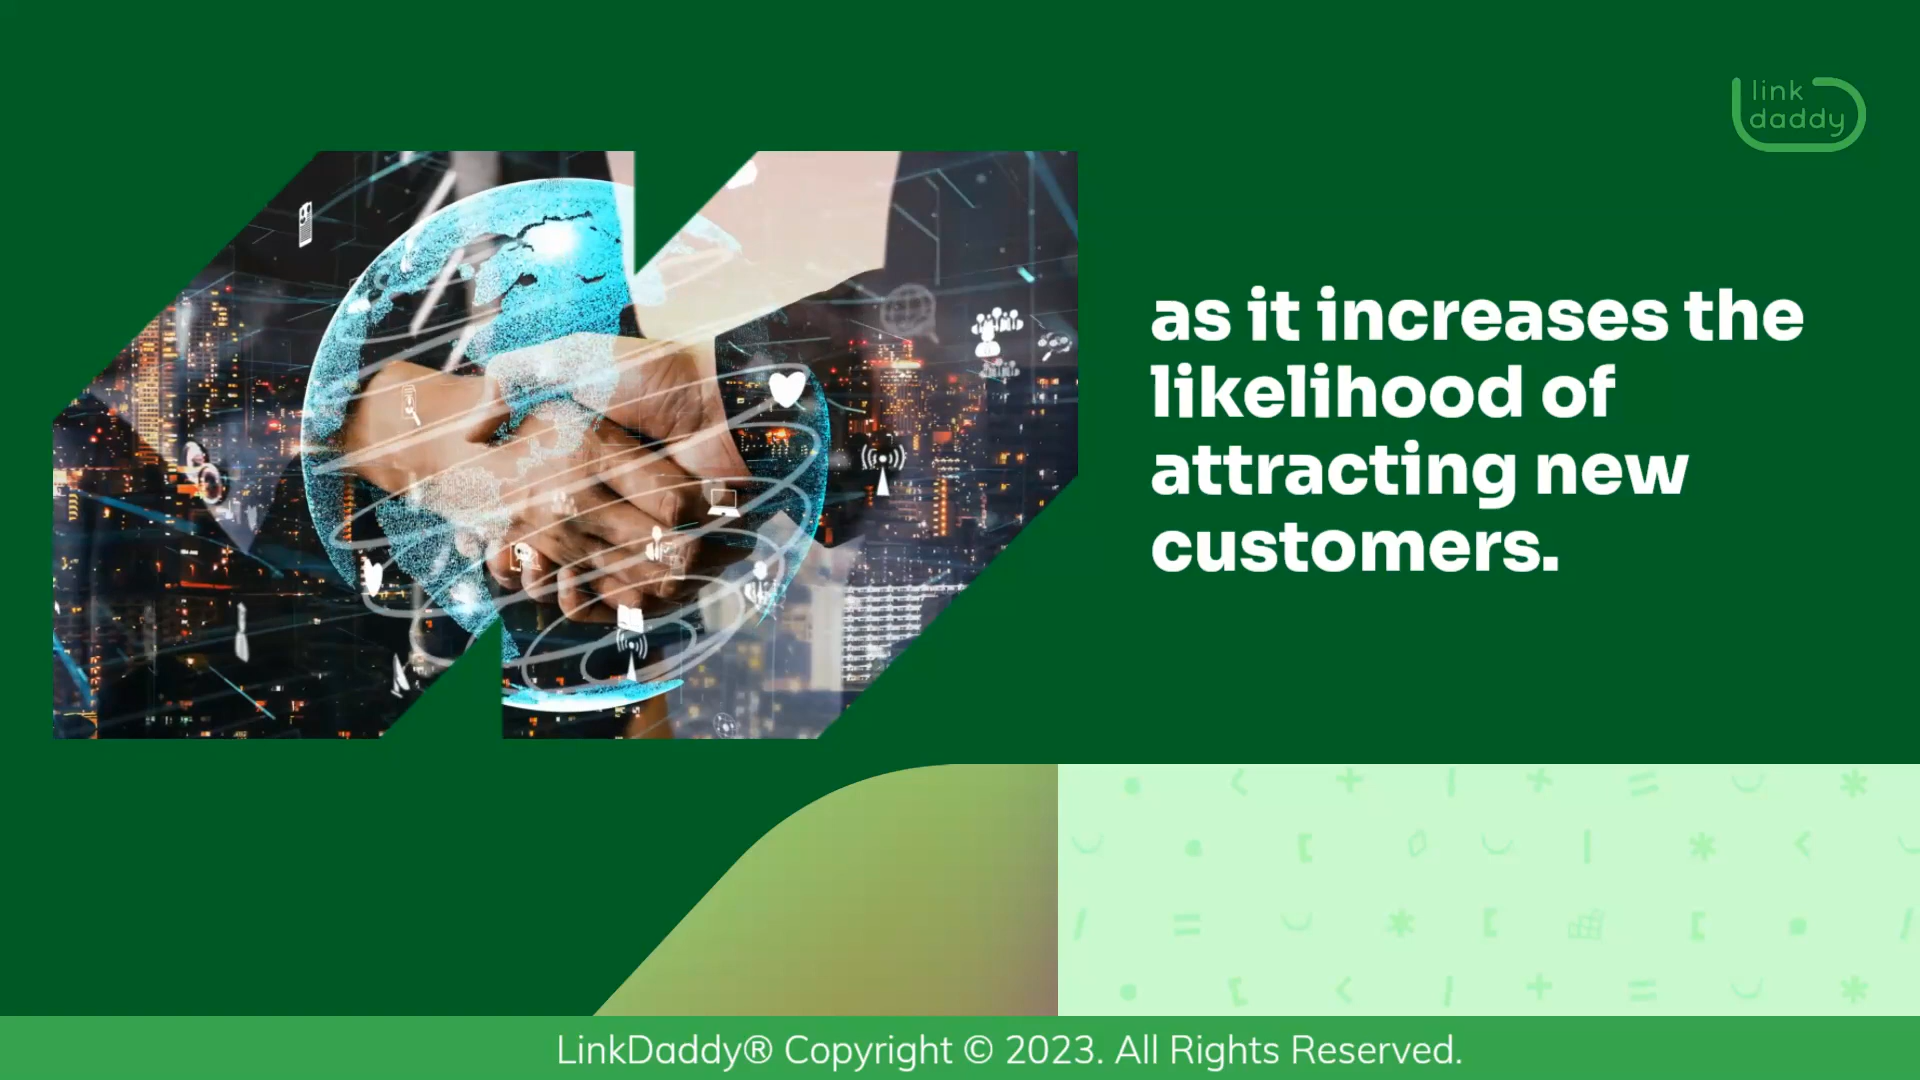 link
daddy
as it increases the
likelihood of
attracting new
customers.
LinkDaddy® Copyright © 2023. All Rights Reserved.